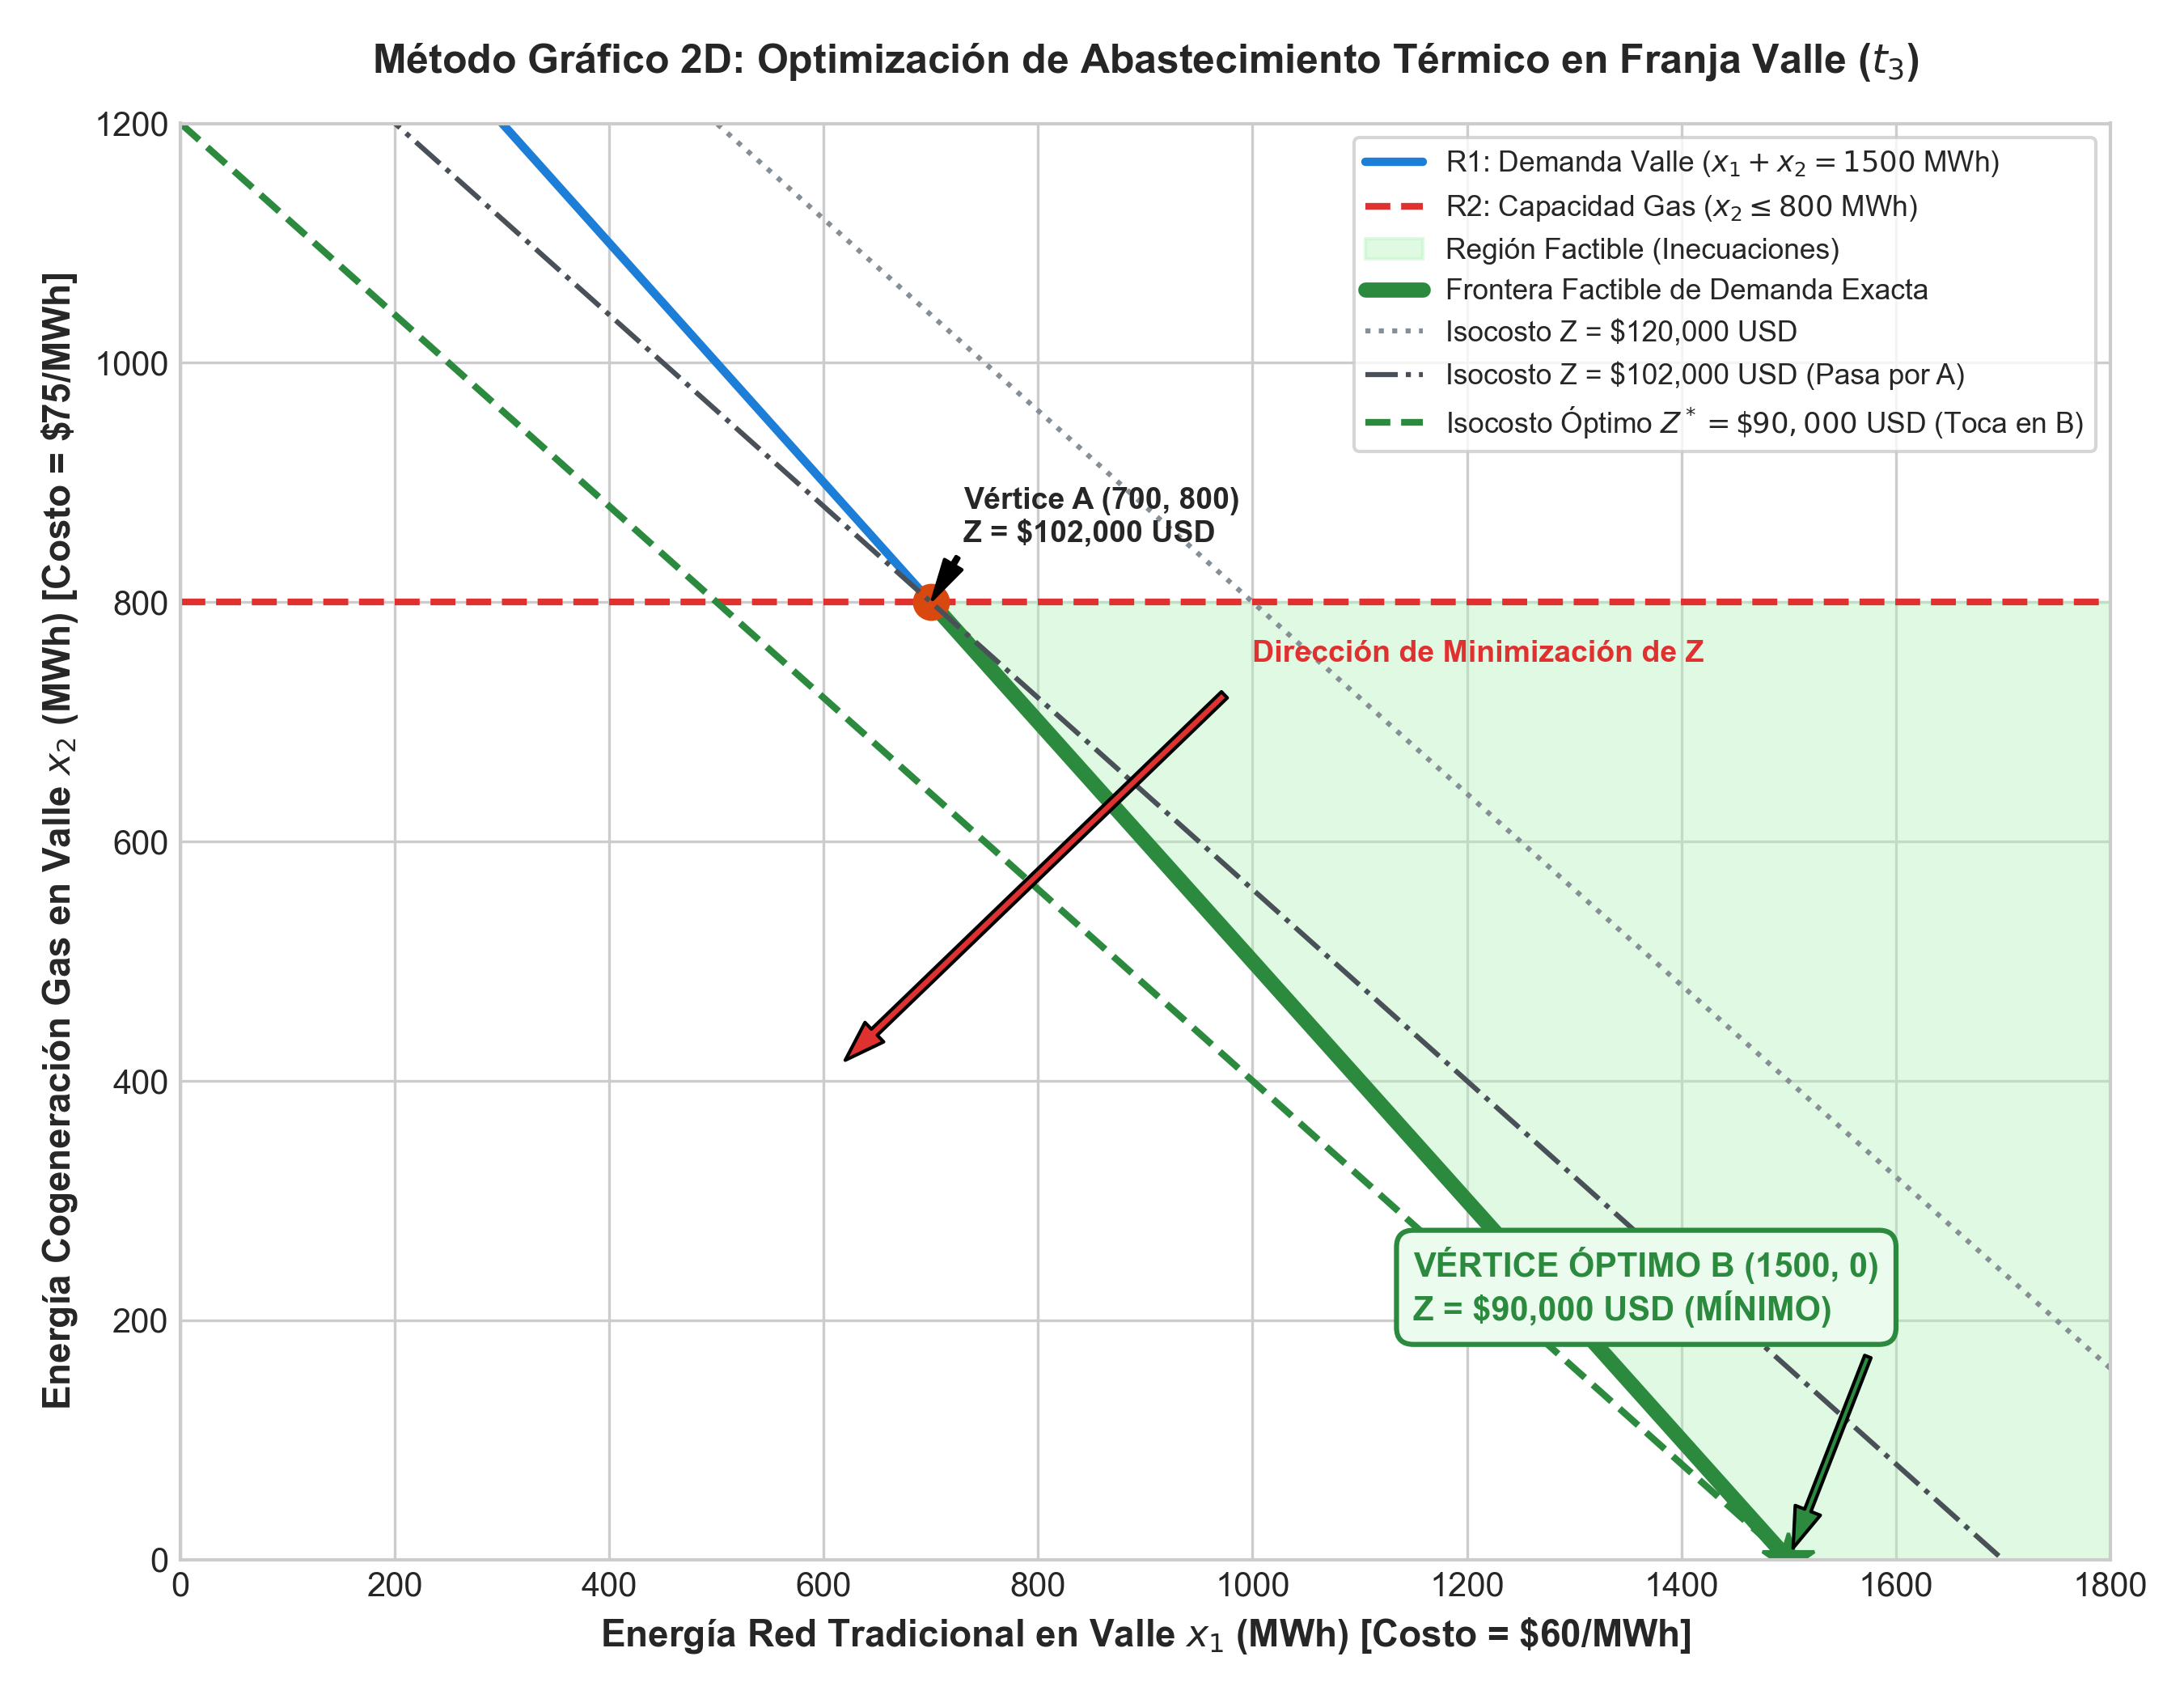 Método Gráfico 2D: Optimización de Abastecimiento Térmico en Franja Valle (t₃)
Energía Cogeneración Gas en Valle x₂ (MWh) [Costo = $75/MWh]
1200
1000
800
600
400
200
0
R1: Demanda Valle (x₁ + x₂ = 1500 MWh)
R2: Capacidad Gas (x₂ ≤ 800 MWh)
Región Factible (Inecuaciones)
Frontera Factible de Demanda Exacta
Isocosto Z = $120,000 USD
Isocosto Z = $102,000 USD (Pasa por A)
Isocosto Óptimo Z* = $90,000 USD (Toca en B)
Vértice A (700, 800)
Z = $102,000 USD
Dirección de Minimización de Z
VÉRTICE ÓPTIMO B (1500, 0)
Z = $90,000 USD (MÍNIMO)
0 200 400 600 800 1000 1200 1400 1600 1800
Energía Red Tradicional en Valle x₁ (MWh) [Costo = $60/MWh]